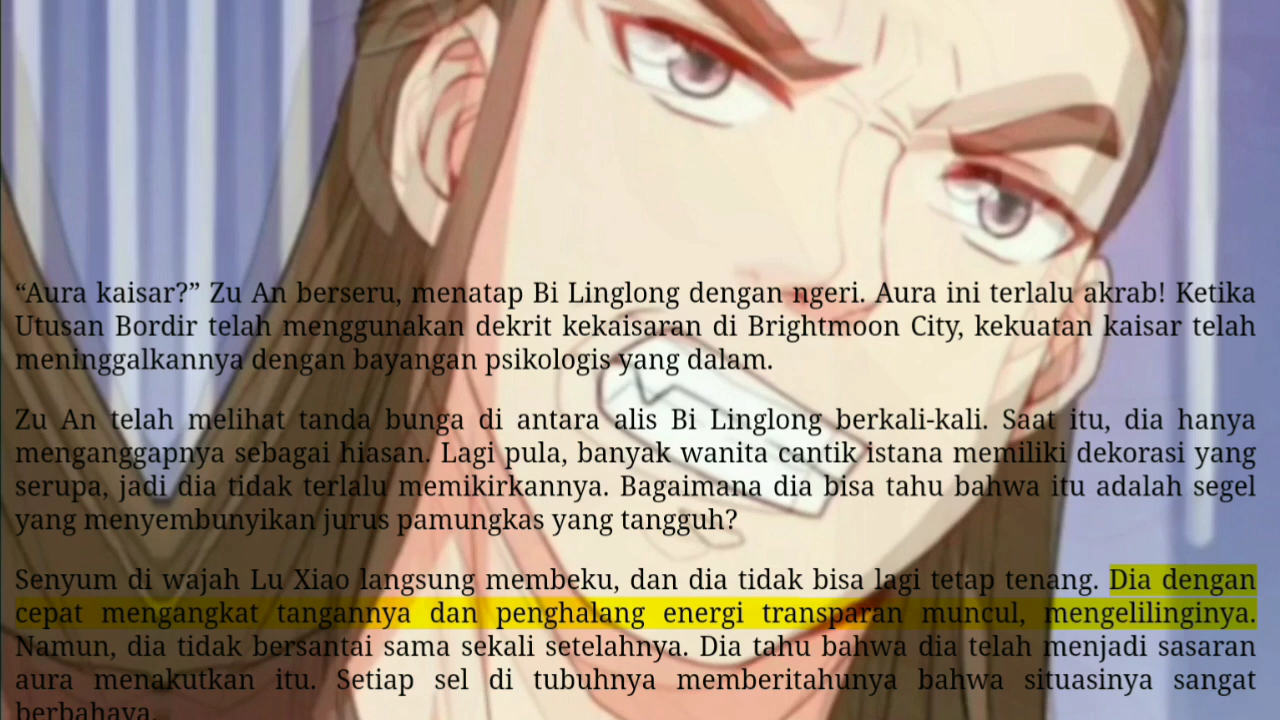 “Aura kaisar?” Zu An berseru, menatap Bi Linglong dengan ngeri. Aura ini terlalu akrab! Ketika
Utusan Bordir telah menggunakan dekrit kekaisaran di Brightmoon City, kekuatan kaisar telah
meninggalkannya dengan bayangan psikologis yang dalam.
Zu An telah melihat tanda bunga di antara alis Bi Linglong berkali-kali. Saat itu, dia hanya
menganggapnya sebagai hiasan. Lagi pula, banyak wanita cantik istana memiliki dekorasi yang
serupa, jadi dia tidak terlalu memikirkannya. Bagaimana dia bisa tahu bahwa itu adalah segel
yang menyembunyikan jurus pamungkas yang tangguh?
Senyum di wajah Lu Xiao langsung membeku, dan dia tidak bisa lagi tetap tenang. Dia dengan
cepat mengangkat tangannya dan penghalang energi transparan muncul, mengelilinginya.
Namun, dia tidak bersantai sama sekali setelahnya. Dia tahu bahwa dia telah menjadi sasaran
aura menakutkan itu. Setiap sel di tubuhnya memberitahunya bahwa situasinya sangat
berbahaya.